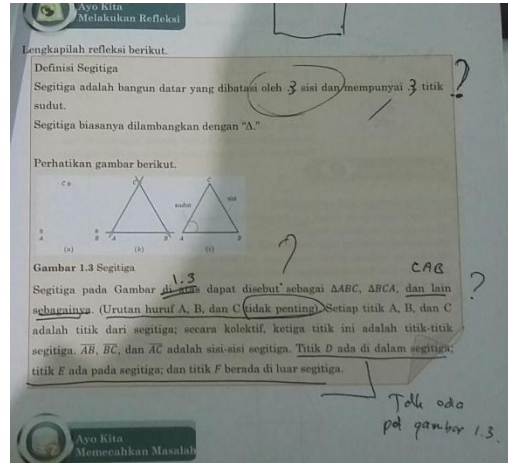 Ayo Kita
Melakukan Refleksi
Lengkapilah refleksi berikut.
Definisi Segitiga
Segitiga adalah bangun datar yang dibatasi oleh 3 sisi dan mempunyai 3 titik ?
sudut.
Segitiga biasanya dilambangkan dengan "Δ."
Perhatikan gambar berikut.
C
C
sudut
sisi
A
B
A
A
B
(a)
(b)
(c)
Gambar 1.3 Segitiga
?
1.3
CAB
Segitiga pada Gambar di atas dapat disebut sebagai ΔABC, ΔBCA, dan lain ?
sebagainya. (Urutan huruf A, B, dan C tidak penting). Setiap titik A, B, dan C
adalah titik dari segitiga; secara kolektif, ketiga titik ini adalah titik-titik
segitiga. AB, BC, dan AC adalah sisi-sisi segitiga. Titik D ada di dalam segitiga;
titik E ada pada segitiga; dan titik F berada di luar segitiga.
Tdk ada
pd gambar 1.3.
Ayo Kita
Memecahkan Masalah